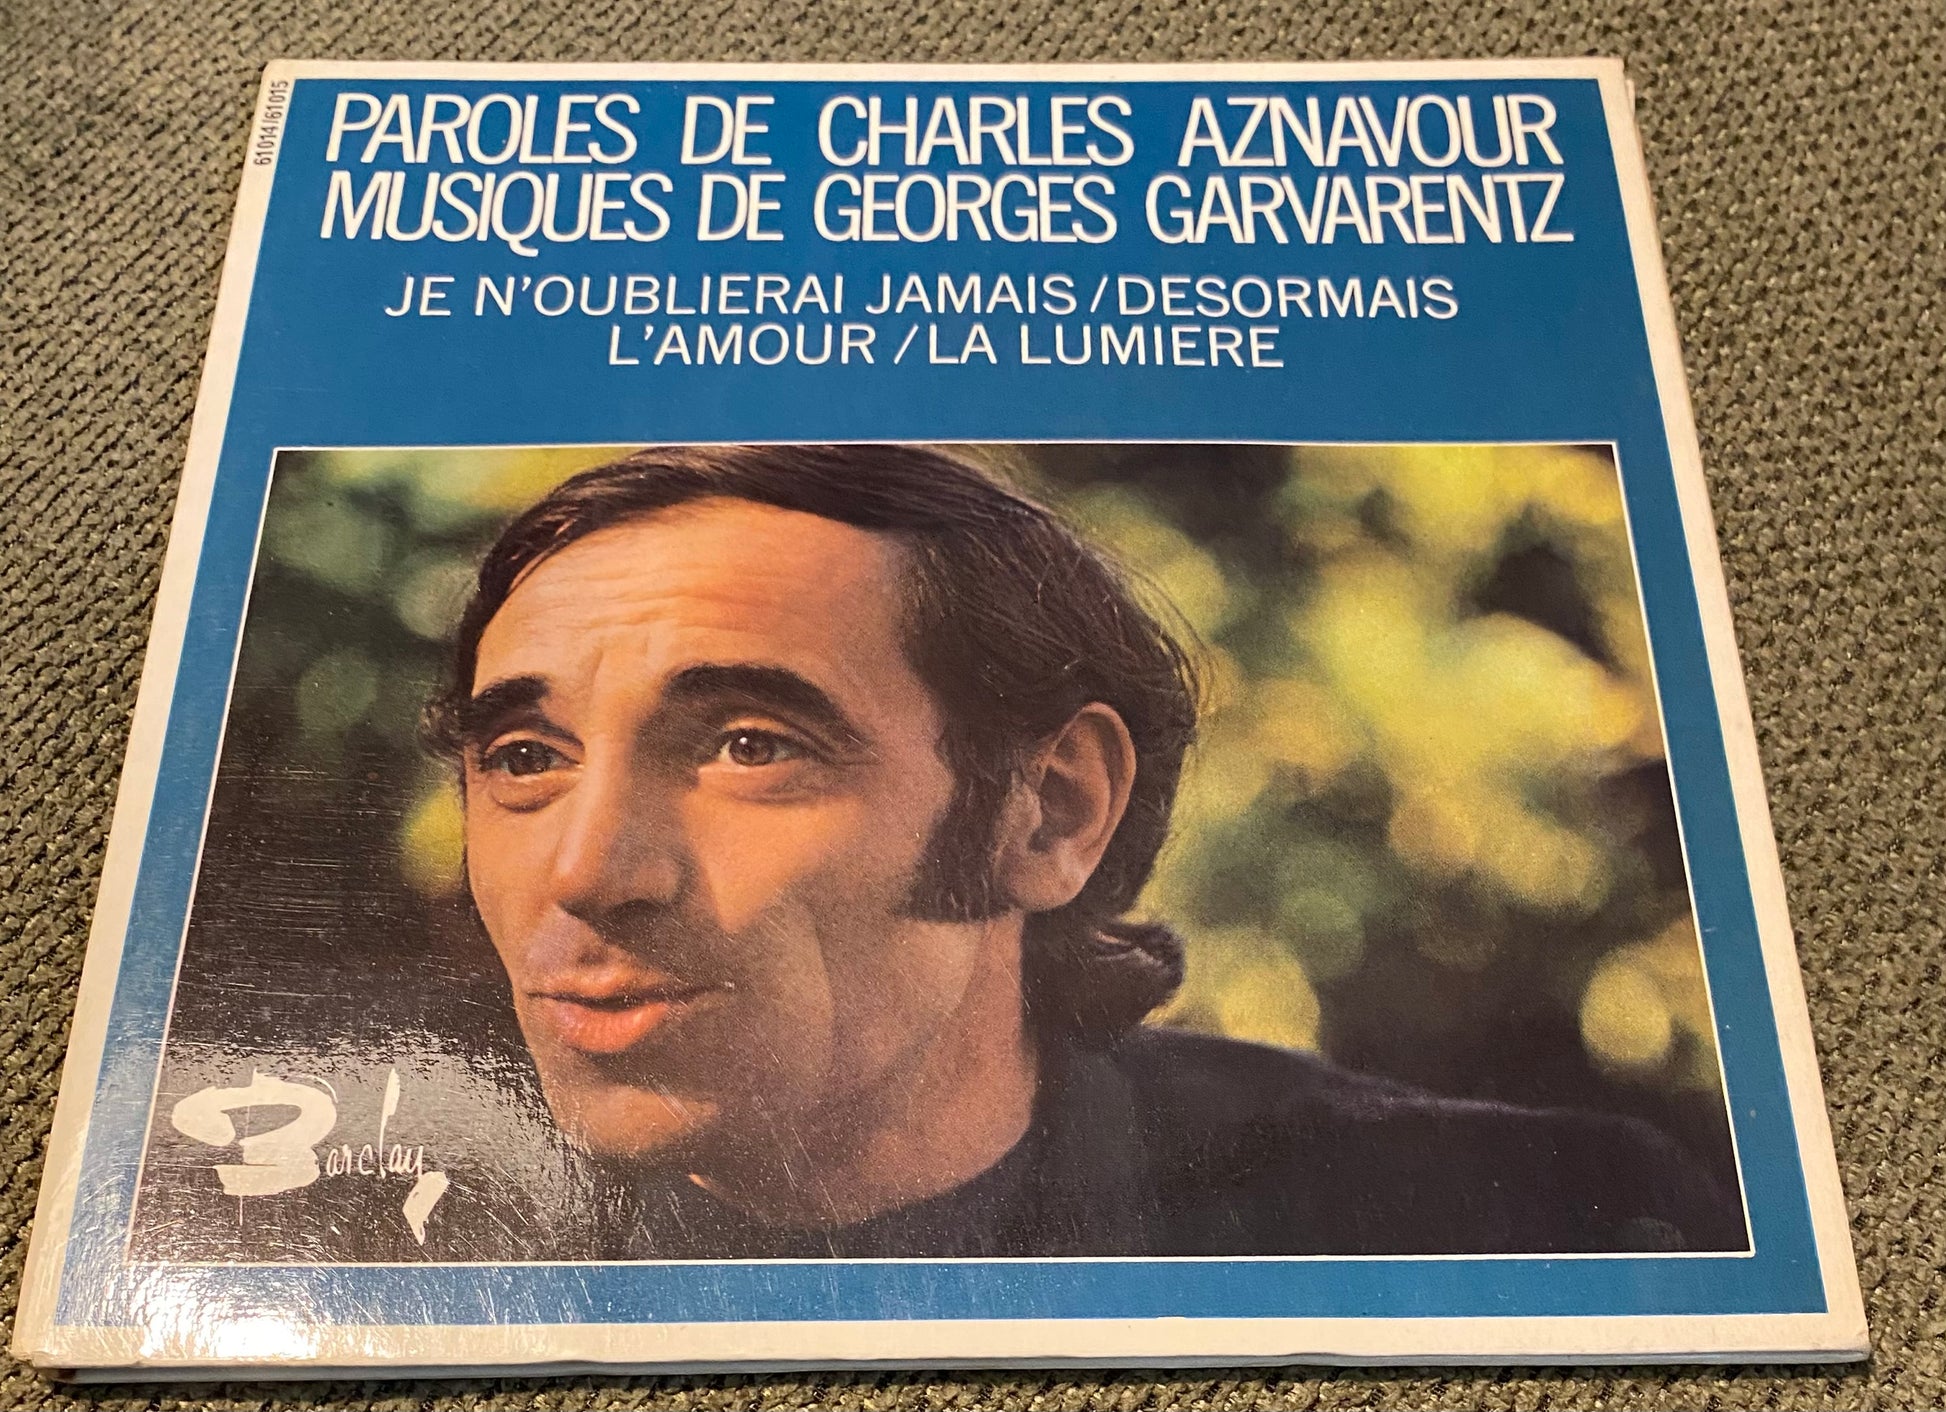 61014/61015
PAROLES DE CHARLES AZNAVOUR
MUSIQUES DE GEORGES GARVARENTZ
JE N'OUBLIERAI JAMAIS/DESORMAIS
L'AMOUR/LA LUMIERE
Barclay